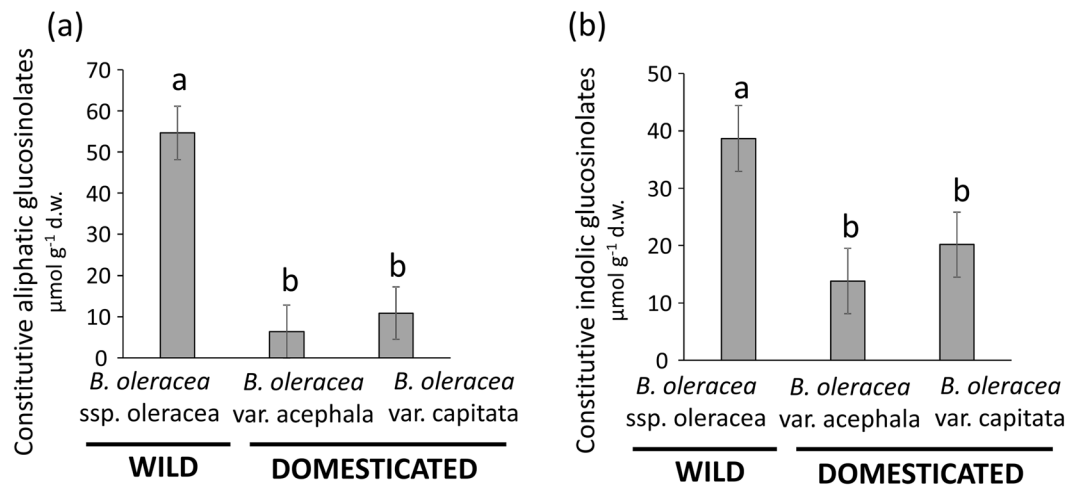 (a)
Constitutive aliphatic glucosinolates
µmol g-1 d.w.
70
60
50
40
30
20
10
0
a
b
b
B. oleracea
ssp. oleracea
B. oleracea
var. acephala
B. oleracea
var. capitata
WILD
DOMESTICATED
(b)
Constitutive indolic glucosinolates
µmol g-1 d.w.
50
40
30
20
10
0
a
b
b
B. oleracea
ssp. oleracea
B. oleracea
var. acephala
B. oleracea
var. capitata
WILD
DOMESTICATED